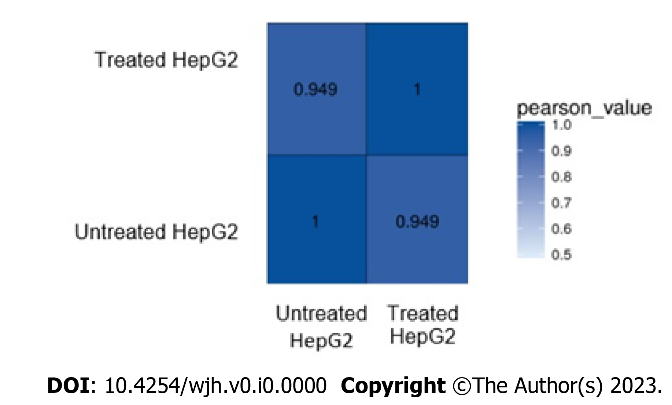 Treated HepG2
0.949
1
pearson_value
1.0
0.9
0.8
0.7
0.6
0.5
Untreated HepG2
1
0.949
Untreated
HepG2
Treated
HepG2
DOI: 10.4254/wjh.v0.i0.0000 Copyright ©The Author(s) 2023.